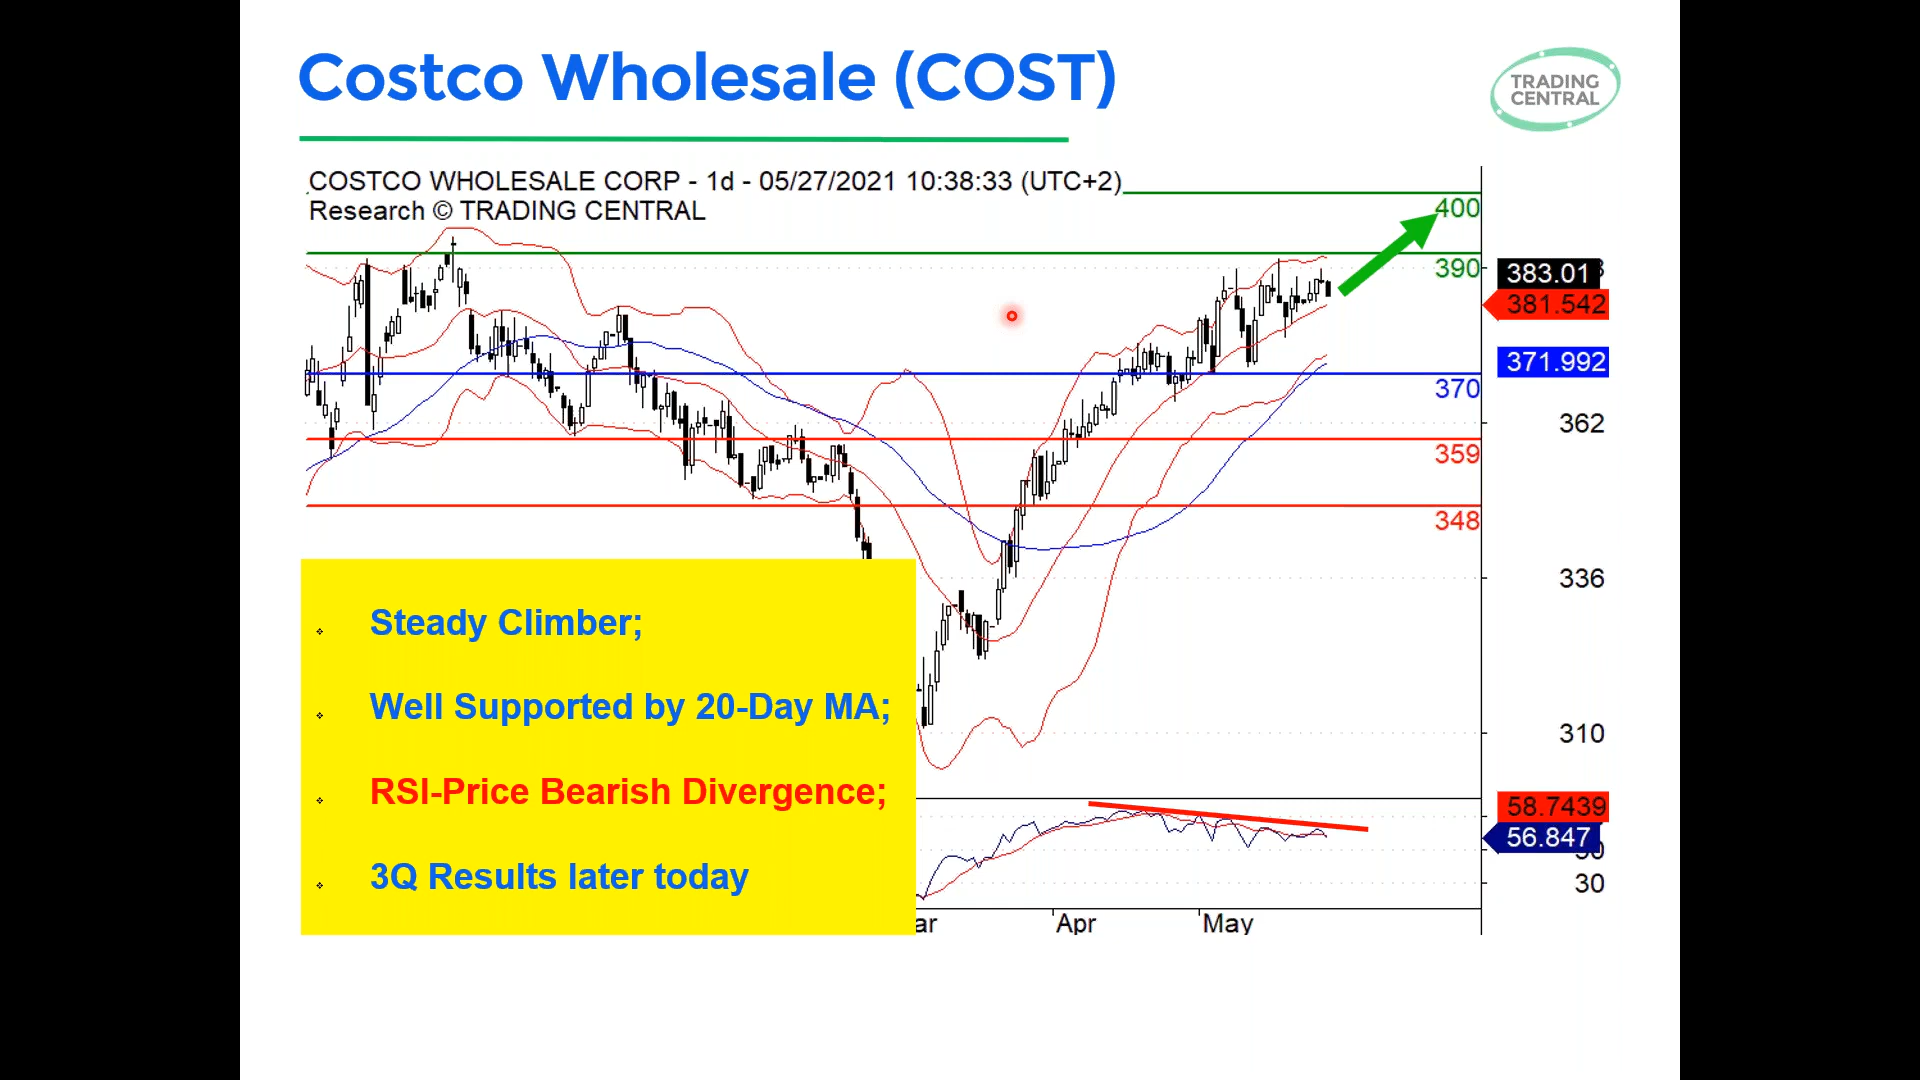 Costco Wholesale (COST)
TRADING
CENTRAL
COSTCO WHOLESALE CORP - 1d - 05/27/2021 10:38:33 (UTC+2)
Research © TRADING CENTRAL
400
390
383.01
381.542
371.992
370
362
359
348
336
310
Steady Climber;
Well Supported by 20-Day MA;
RSI-Price Bearish Divergence;
3Q Results later today
58.7439
56.847
30
ar
Apr
May